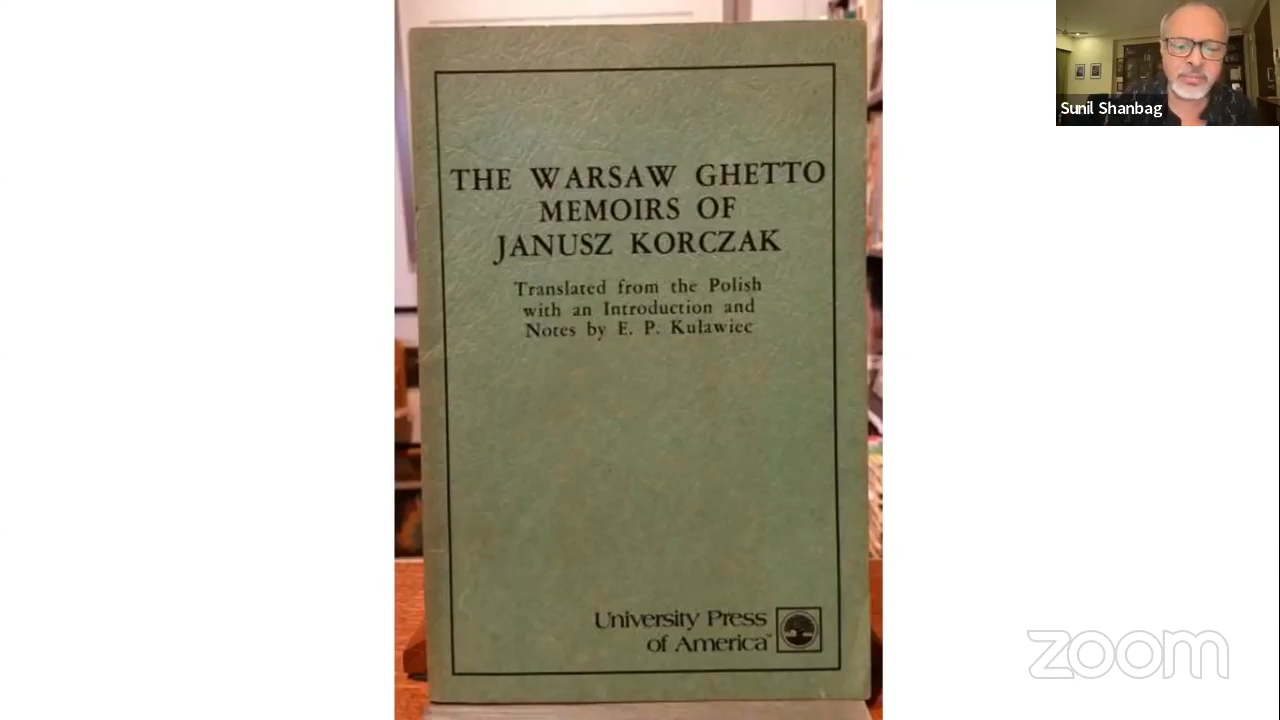 THE WARSAW GHETTO
MEMOIRS OF
JANUSZ KORCZAK
Translated from the Polish
with an Introduction and
Notes by E. P. Kulawiec
University Press
of America™
Sunil Shanbag
zoom